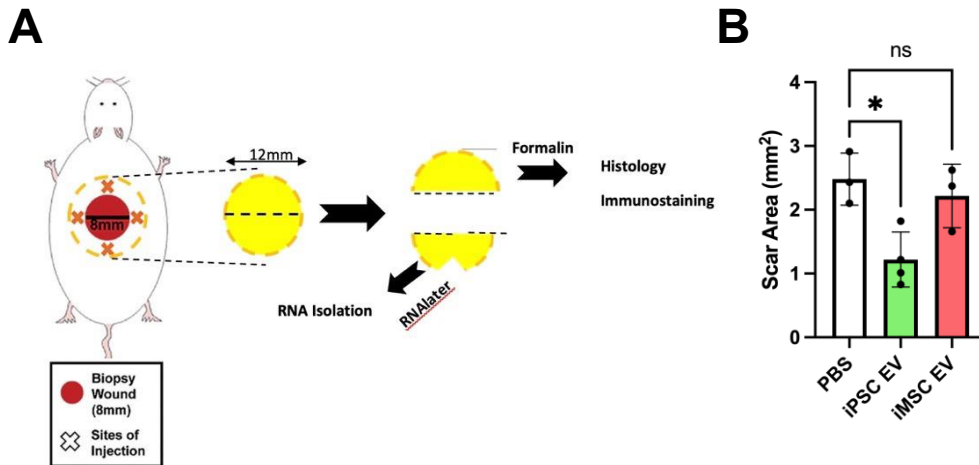 A
8mm
12mm
Formalin
Histology
Immunostaining
RNA Isolation
RNAlater
Biopsy
Wound
(8mm)
Sites of
Injection
B
ns
*
4
3
2
1
0
Scar Area (mm²)
PBS
iPSC EV
iMSC EV